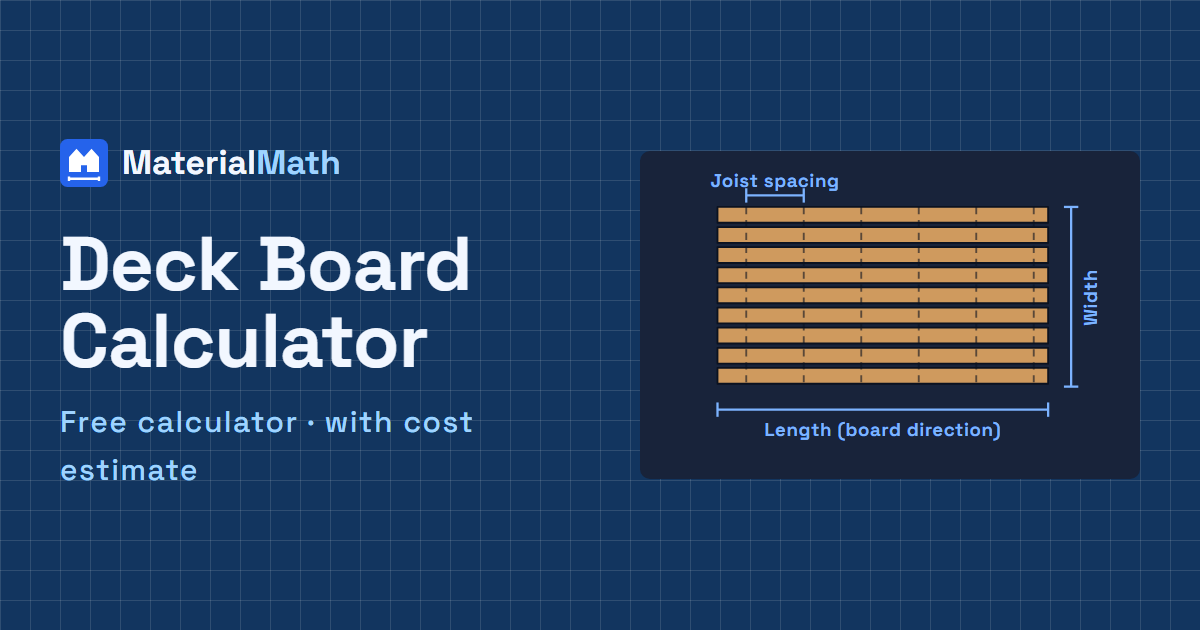 MaterialMath
Deck Board
Calculator
Free calculator · with cost
estimate
Joist spacing
Width
Length (board direction)